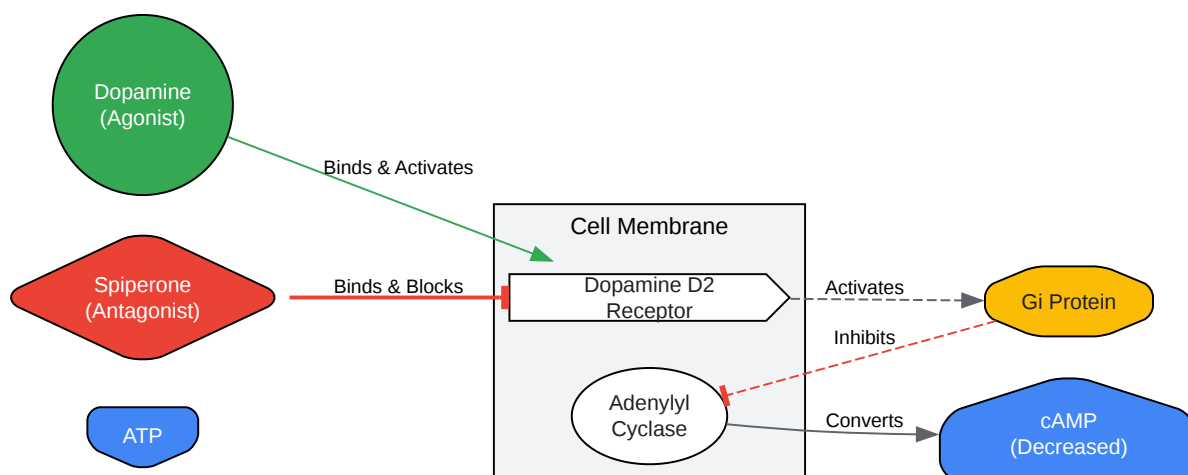 Dopamine
(Agonist)
Binds & Activates
Cell Membrane
Spiperone
(Antagonist)
Binds & Blocks
Dopamine D2
Receptor
Activates
Gi Protein
Inhibits
ATP
Adenylyl
Cyclase
Converts
cAMP
(Decreased)